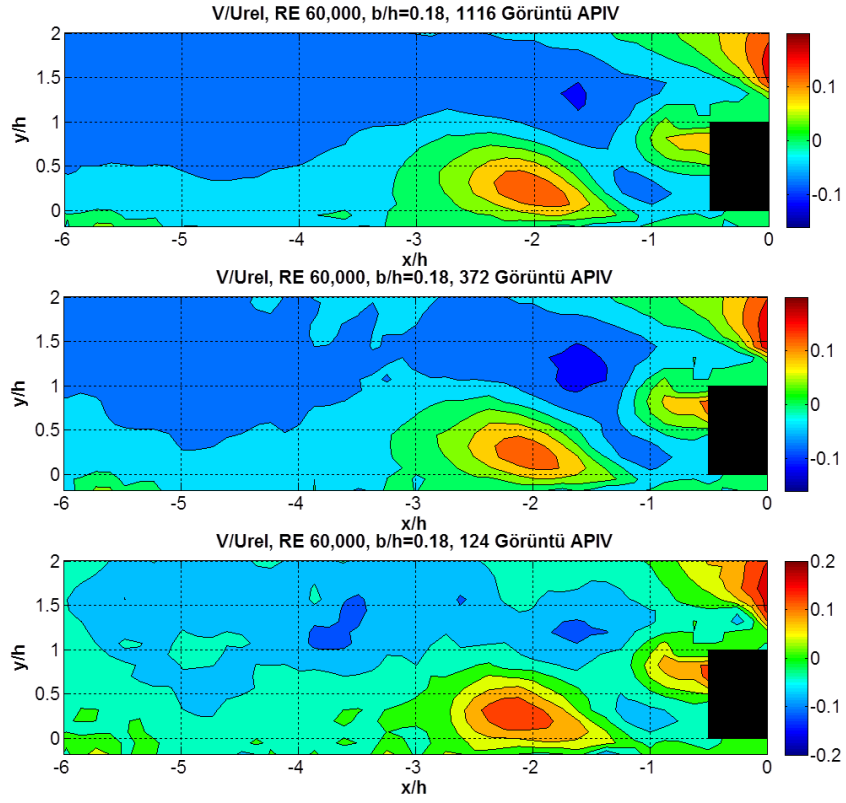 V/Urel, RE 60,000, b/h=0.18, 1116 Görüntü APIV
2
1.5
1
0.5
0
y/h
-6 -5 -4 -3 -2 -1 0
x/h
0.1
0
-0.1
V/Urel, RE 60,000, b/h=0.18, 372 Görüntü APIV
2
1.5
1
0.5
0
y/h
-6 -5 -4 -3 -2 -1 0
x/h
0.1
0
-0.1
V/Urel, RE 60,000, b/h=0.18, 124 Görüntü APIV
2
1.5
1
0.5
0
y/h
-6 -5 -4 -3 -2 -1 0
x/h
0.2
0.1
0
-0.1
-0.2